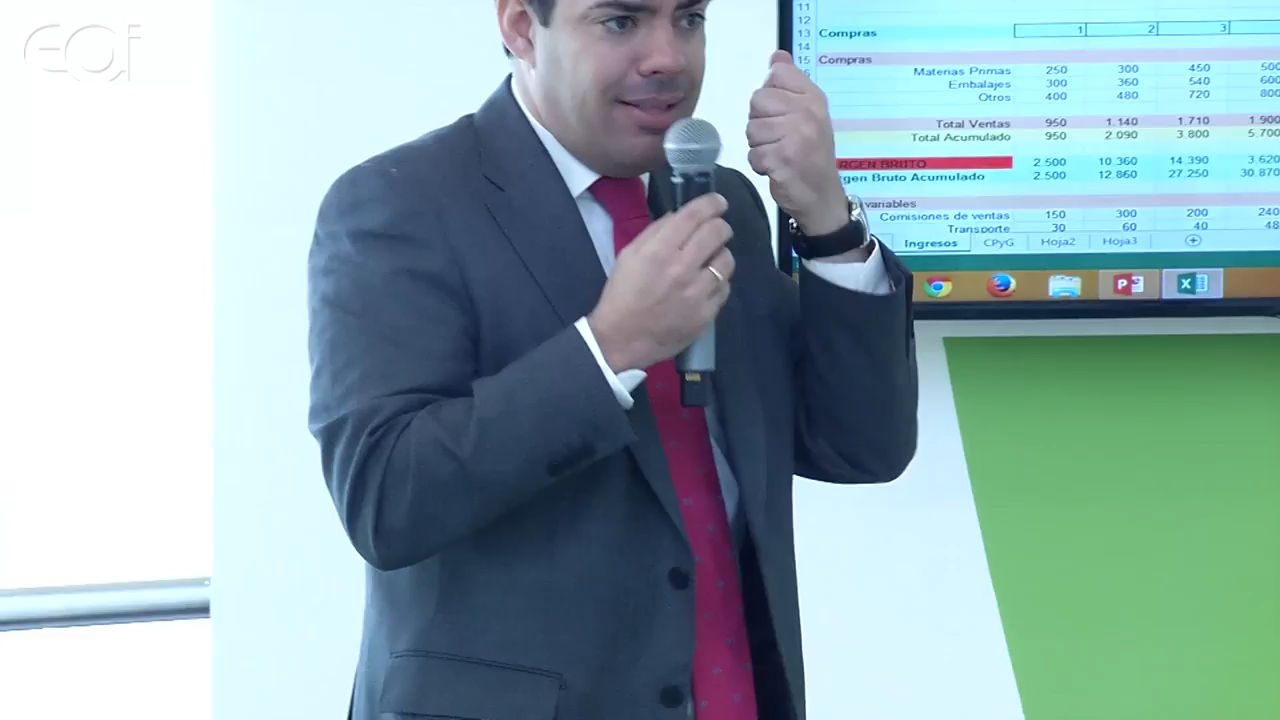 eoi
11
12
13 Compras 1 2 3
14
15 Compras
Materias Primas 250 300 450 500
Embalajes 300 360 540 600
Otros 400 480 720 800
Total Ventas 950 1.140 1.710 1.900
Total Acumulado 950 2.090 3.800 5.700
RGEN BRUTO 2.500 10.360 14.390 3.620
gen Bruto Acumulado 2.500 12.860 27.250 30.870
variables
Comisiones de ventas 150 300 200 240
Transporte 30 60 40 48
Ingresos CPyG Hoja2 Hoja3